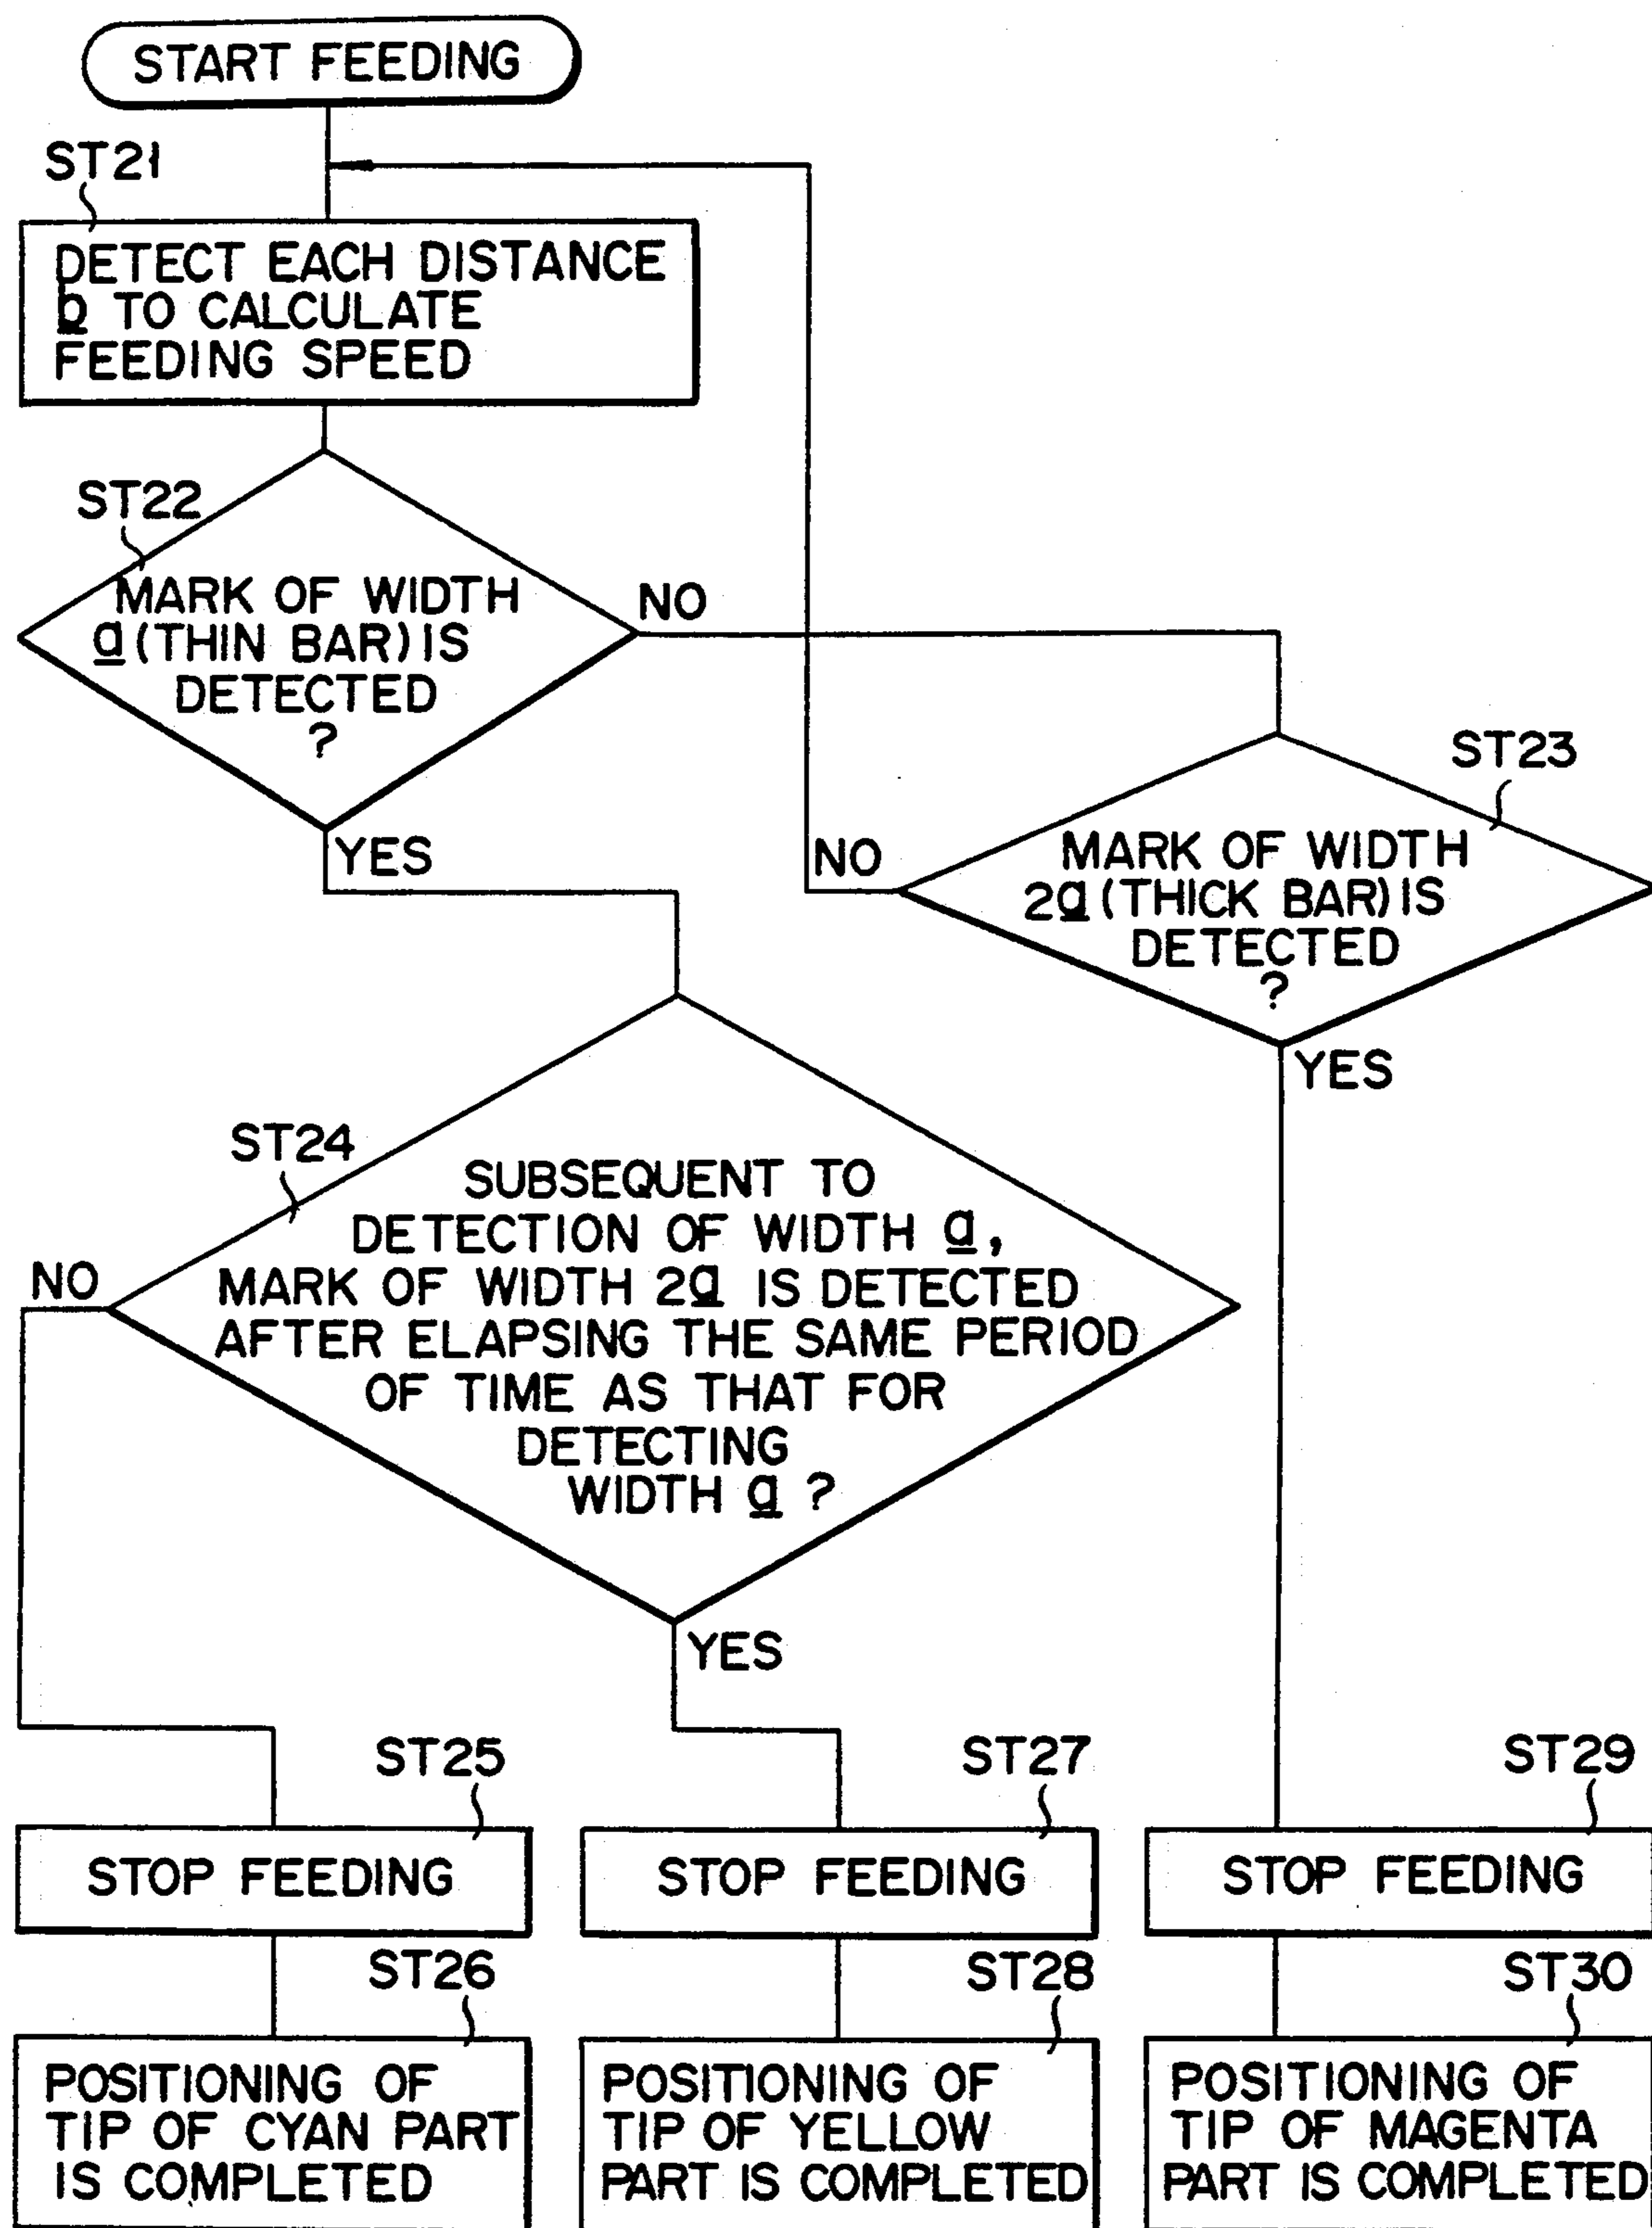 START FEEDING
ST21
DETECT EACH DISTANCE
b TO CALCULATE
FEEDING SPEED
ST22
MARK OF WIDTH
a (THIN BAR) IS
DETECTED
?
NO
YES
ST23
MARK OF WIDTH
2a (THICK BAR) IS
DETECTED
?
NO
YES
ST24
SUBSEQUENT TO
DETECTION OF WIDTH a,
MARK OF WIDTH 2a IS DETECTED
AFTER ELAPSING THE SAME PERIOD
OF TIME AS THAT FOR
DETECTING
WIDTH a ?
NO
YES
ST25
STOP FEEDING
ST26
POSITIONING OF
TIP OF CYAN PART
IS COMPLETED
ST27
STOP FEEDING
ST28
POSITIONING OF
TIP OF YELLOW
PART IS COMPLETED
ST29
STOP FEEDING
ST30
POSITIONING OF
TIP OF MAGENTA
PART IS COMPLETED